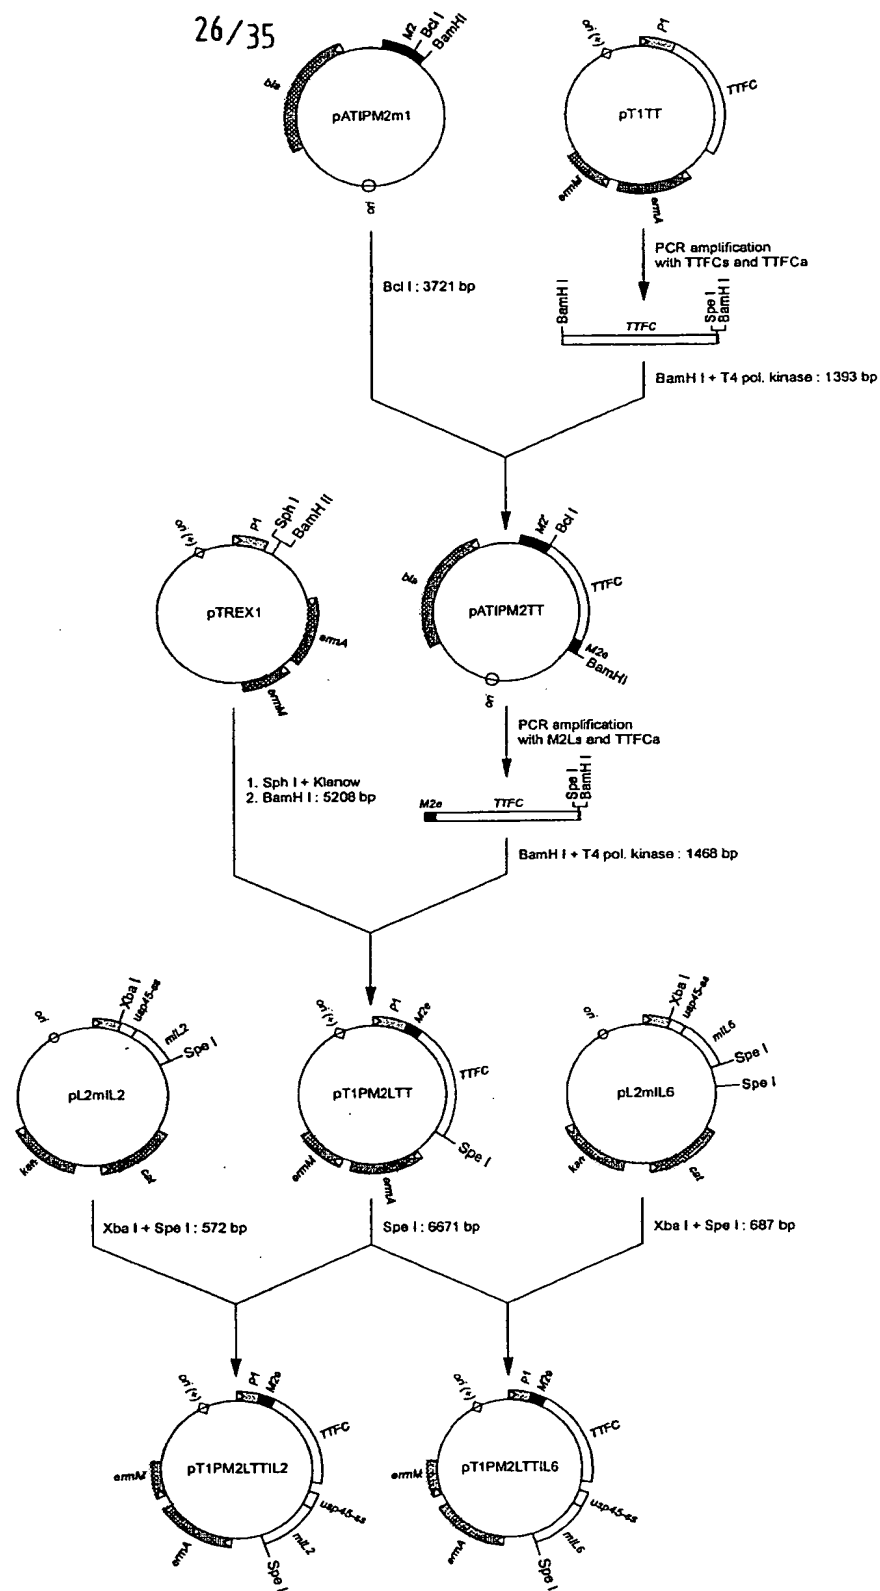 26/35
bla
M2
Bcl I
BamHI
pATIPM2m1
ori
ori (+)
P1
TTFC
pT1TT
ermM
ermA
Bcl I : 3721 bp
PCR amplification
with TTFCs and TTFCa
BamH I
TTFC
Spe I
BamH I
BamH I + T4 pol. kinase : 1393 bp
ori (+)
P1
Sph I
BamH II
pTREX1
ermA
ermM
bla
M2'
Bcl I
TTFC
pATIPM2TT
M2e
BamHI
ori
PCR amplification
with M2Ls and TTFCa
1. Sph I + Klenow
2. BamH I : 5208 bp
M2e
TTFC
Spe I
BamH I
BamH I + T4 pol. kinase : 1468 bp
ori
Xba I
usp45-ss
mIL2
Spe I
pL2mIL2
kan
cat
ori (+)
P1
M2e
TTFC
pT1PM2LTT
Spe I
ermM
ermA
ori
Xba I
usp45-ss
mIL6
Spe I
Spe I
pL2mIL6
kan
cat
Xba I + Spe I : 572 bp
Spe I : 6671 bp
Xba I + Spe I : 687 bp
ori (+)
P1
M2e
TTFC
pT1PM2LTTIL2
ermM
usp45-ss
ermA
mIL2
Spe I
ori (+)
P1
M2e
TTFC
pT1PM2LTTIL6
ermM
usp45-ss
ermA
mIL6
Spe I